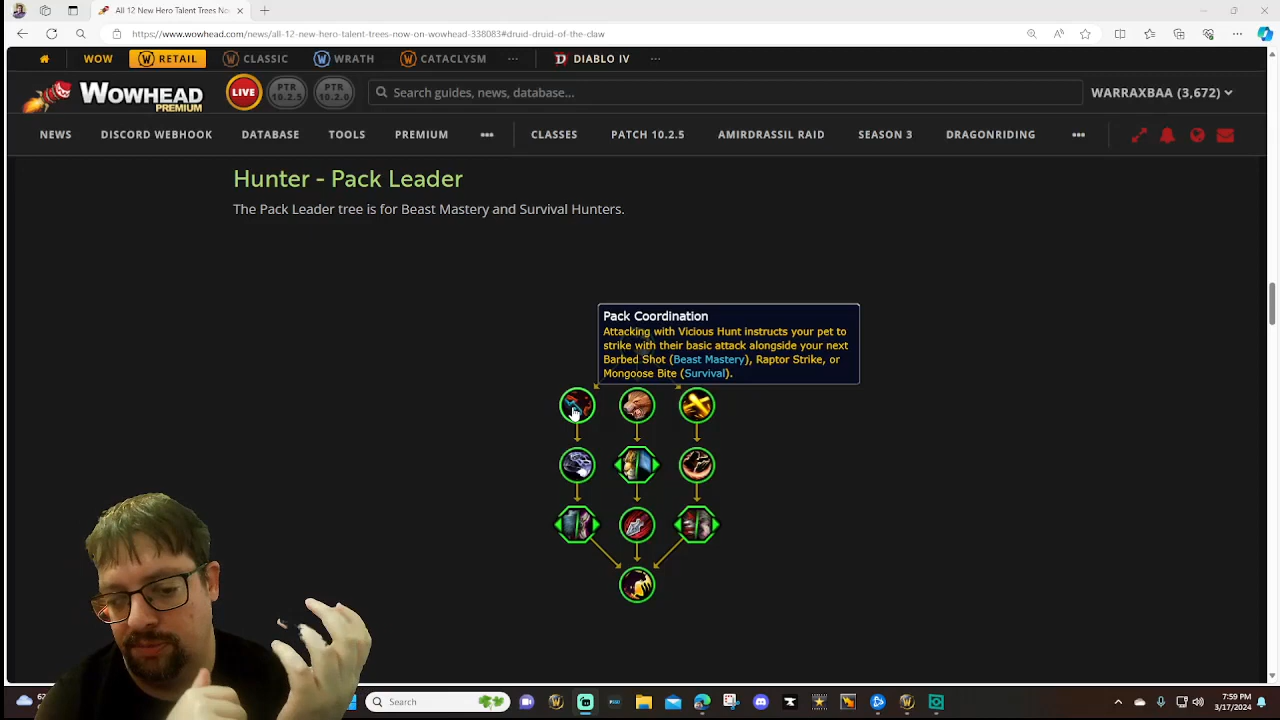 All 12 New Hero Talent Trees No
https://www.wowhead.com/news/all-12-new-hero-talent-trees-now-on-wowhead-338083#druid-druid-of-the-claw
WOW RETAIL CLASSIC WRATH CATACLYSM ... DIABLO IV ...
WOWHEAD PREMIUM LIVE PTR 10.2.5 PTR 10.2.0 Search guides, news, database... WARRAXBAA (3,672)
NEWS DISCORD WEBHOOK DATABASE TOOLS PREMIUM ••• CLASSES PATCH 10.2.5 AMIRDRASSIL RAID SEASON 3 DRAGONRIDING •••
Hunter - Pack Leader
The Pack Leader tree is for Beast Mastery and Survival Hunters.
Pack Coordination
Attacking with Vicious Hunt instructs your pet to
strike with their basic attack alongside your next
Barbed Shot (Beast Mastery), Raptor Strike, or
Mongoose Bite (Survival).
Search
7:59 PM
3/17/2024